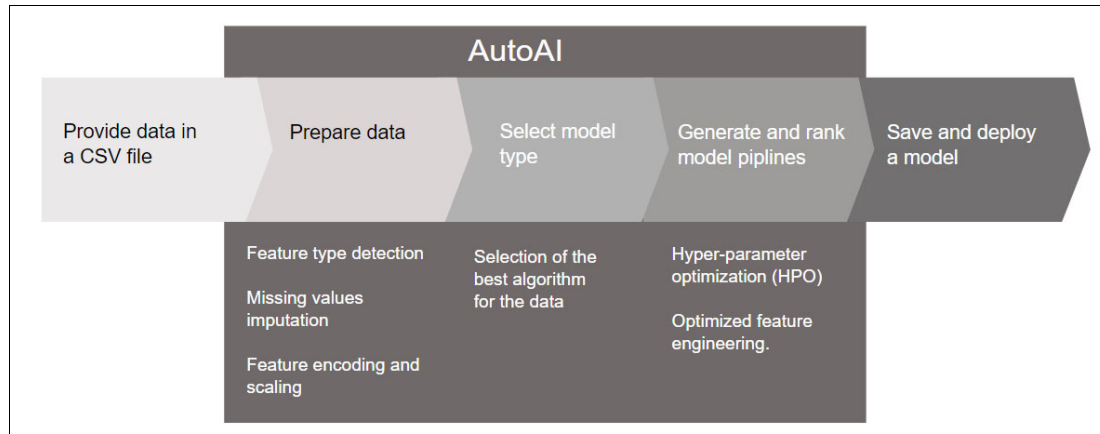 AutoAI
Provide data in
a CSV file
Prepare data
Select model
type
Generate and rank
model piplines
Save and deploy
a model
Feature type detection
Missing values
imputation
Feature encoding and
scaling
Selection of the
best algorithm
for the data
Hyper-parameter
optimization (HPO)
Optimized feature
engineering.